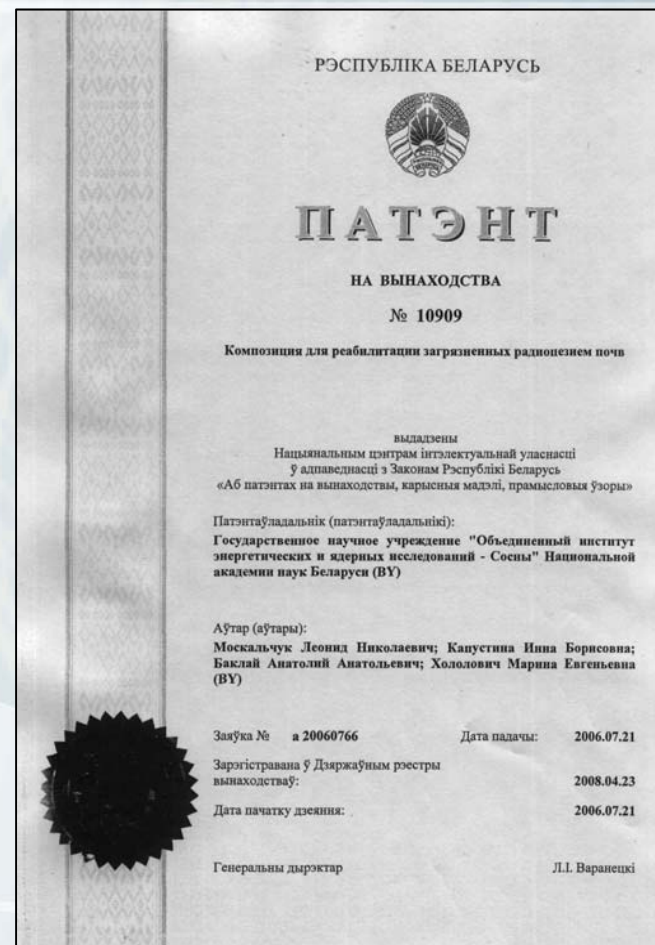 РЭСПУБЛІКА БЕЛАРУСЬ
ПАТЭНТ
НА ВЫНАХОДСТВА
№ 10909
Композиция для реабилитации загрязненных радиоцезием почв
выдадзены
Нацыянальным цэнтрам інтэлектуальнай уласнасці
ў адпаведнасці з Законам Рэспублікі Беларусь
«Аб патэнтах на вынаходствы, карысныя мадэлі, прамысловыя ўзоры»
Патэнтаўладальнік (патэнтаўладальнікі):
Государственное научное учреждение "Объединенный институт
энергетических и ядерных исследований - Сосны" Национальной
академии наук Беларуси (BY)
Аўтар (аўтары):
Москальчук Леонид Николаевич; Капустина Инна Борисовна;
Баклай Анатолий Анатольевич; Хололович Марина Евгеньевна
(BY)
Заяўка № а 20060766 Дата падачы: 2006.07.21
Зарэгістравана ў Дзяржаўным рэестры
вынаходстваў: 2008.04.23
Дата пачатку дзеяння: 2006.07.21
Генеральны дырэктар Л.І. Варанецкі